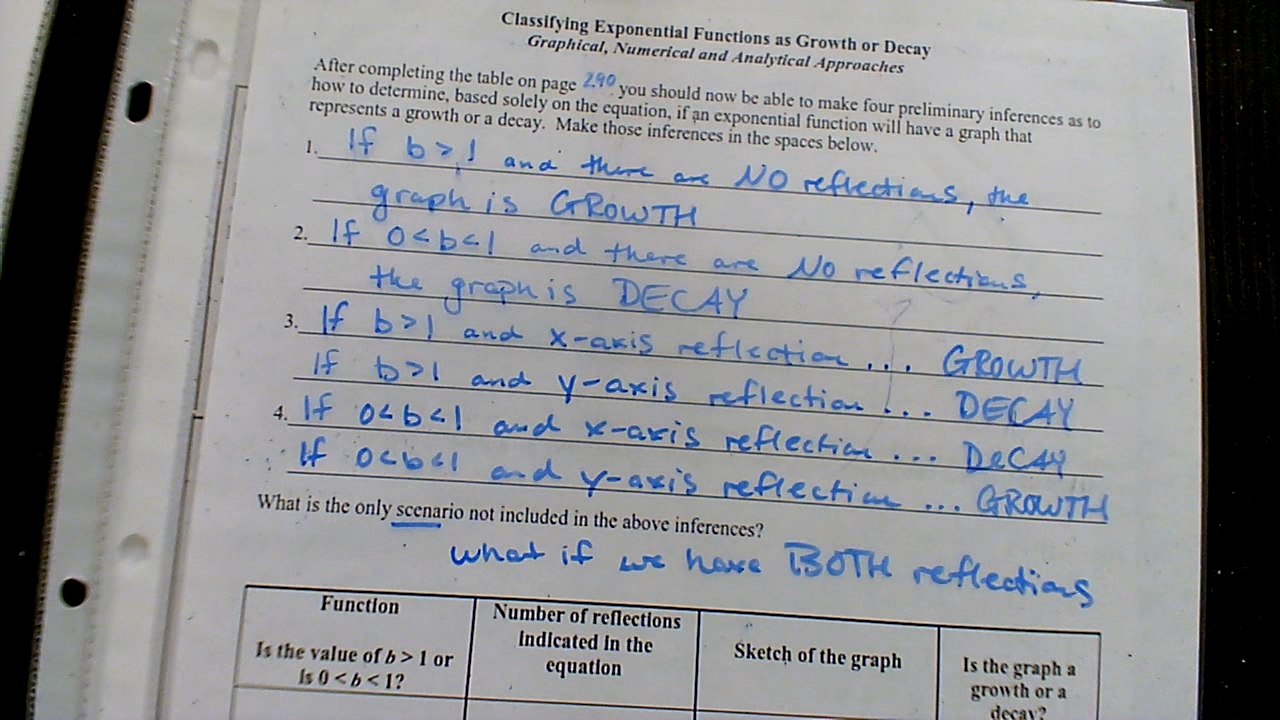 Classifying Exponential Functions as Growth or Decay
Graphical, Numerical and Analytical Approaches
After completing the table on page 290 you should now be able to make four preliminary inferences as to
how to determine, based solely on the equation, if an exponential function will have a graph that
represents a growth or a decay. Make those inferences in the spaces below.
1. If b > 1 and there are NO reflections, the
graph is GROWTH
2. If 0 < b < 1 and there are NO reflections,
the graph is DECAY
3. If b > 1 and x-axis reflection ... GROWTH
If b > 1 and y-axis reflection ... DECAY
4. If 0 < b < 1 and x-axis reflection ... DECAY
If 0 < b < 1 and y-axis reflection ... GROWTH
What is the only scenario not included in the above inferences?
what if we have BOTH reflections
Function
Is the value of b > 1 or
is 0 < b < 1?
Number of reflections
indicated in the
equation
Sketch of the graph
Is the graph a
growth or a
decay?